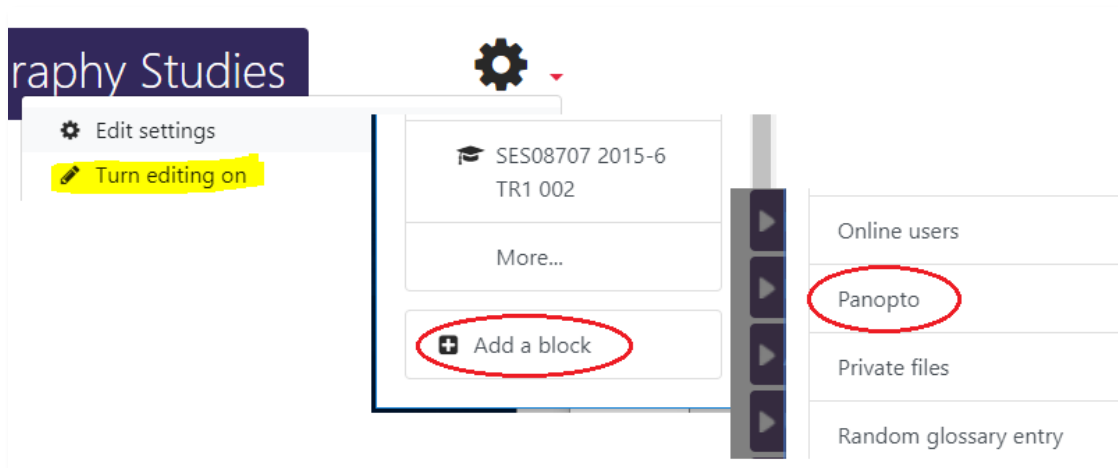 raphy Studies
Edit settings
Turn editing on
SES08707 2015-6
TR1 002
More...
Add a block
Online users
Panopto
Private files
Random glossary entry